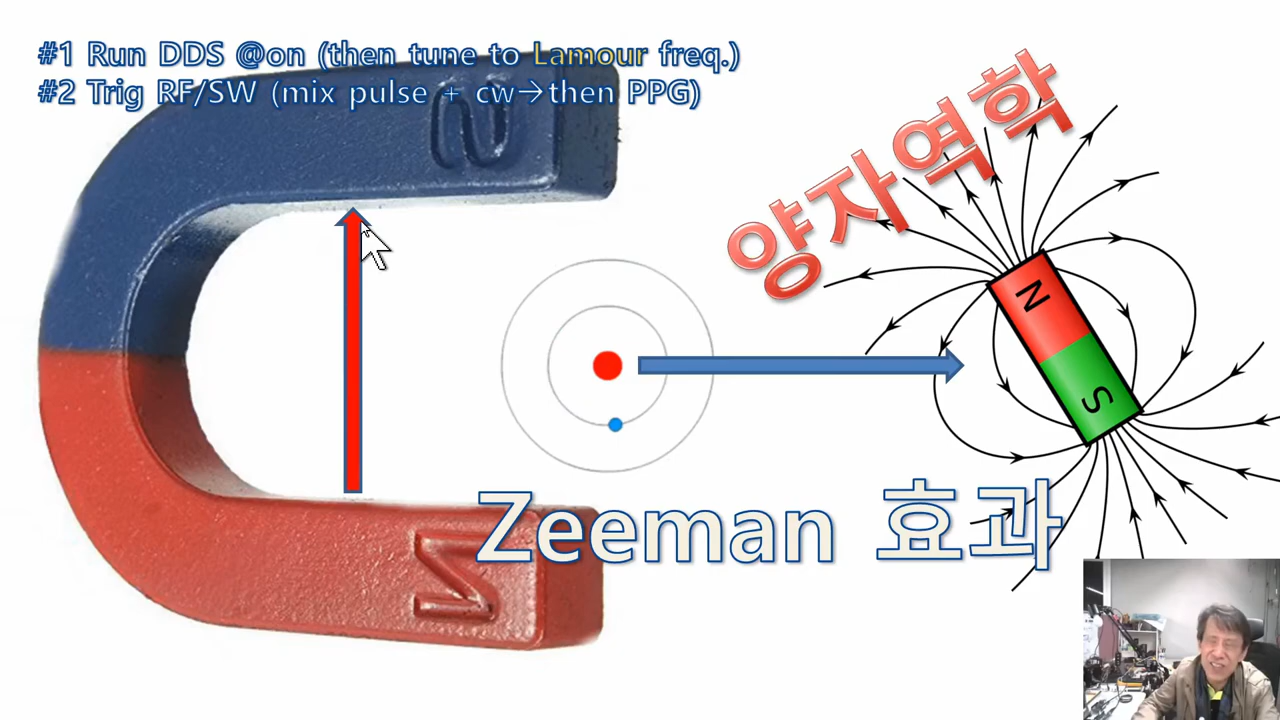 #1 Run DDS @on (then tune to Lamour freq.)
#2 Trig RF/SW (mix pulse + cw→then PPG)
S
양자역학
N
S
Zeeman 효과
N